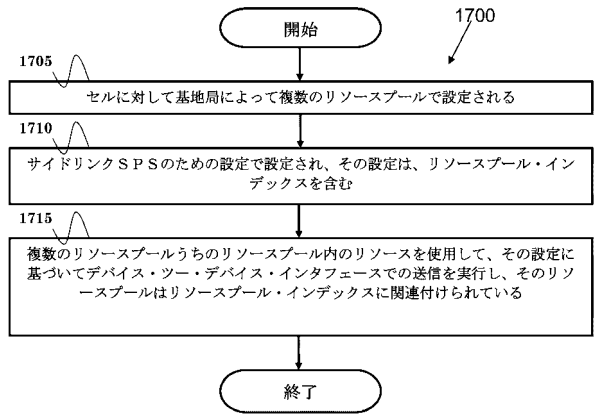 開始
1700
1705
セルに対して基地局によって複数のリソースプールで設定される
1710
サイドリンクＳＰＳのための設定で設定され、その設定は、リソースプール・イン
デックスを含む
1715
複数のリソースプールうちのリソースプール内のリソースを使用して、その設定に
基づいてデバイス・ツー・デバイス・インタフェースでの送信を実行し、そのリソ
ースプールはリソースプール・インデックスに関連付けられている
終了